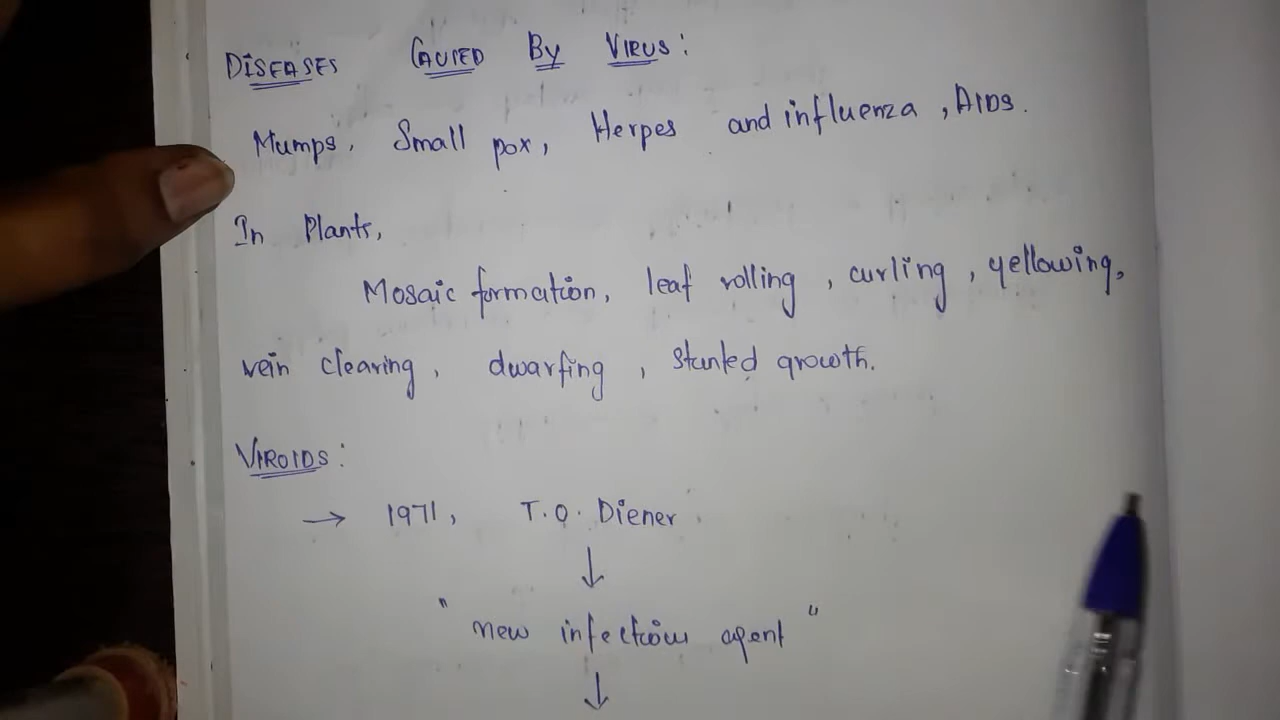 DISEASES CAUSED BY VIRUS:
Mumps, Small pox, Herpes and influenza, AIDS.
In Plants,
Mosaic formation, leaf rolling, curling, yellowing,
vein clearing, dwarfing, stunted growth.
VIROIDS:
→ 1971, T.O. Diener
↓
"new infectious agent"
↓